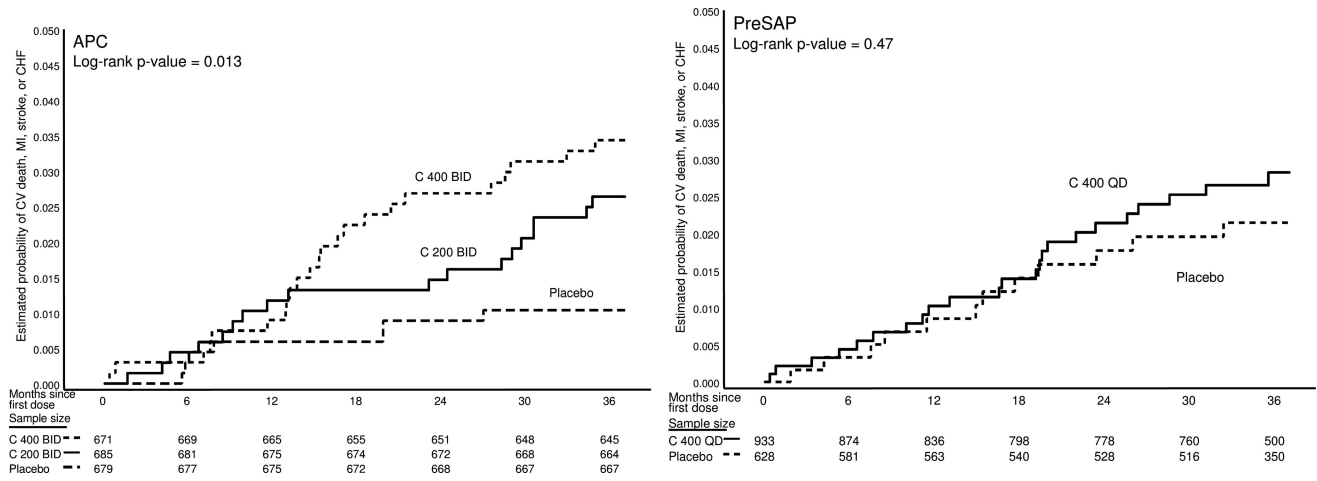 APC
Log-rank p-value = 0.013
Estimated probability of CV death, MI, stroke, or CHF
0.050
0.045
0.040
0.035
0.030
0.025
0.020
0.015
0.010
0.005
0.000
C 400 BID
C 200 BID
Placebo
Months since
first dose
0 6 12 18 24 30 36
Sample size
C 400 BID 671 669 665 655 651 648 645
C 200 BID 685 681 675 674 672 668 664
Placebo 679 677 675 672 668 667 667
PreSAP
Log-rank p-value = 0.47
Estimated probability of CV death, MI, stroke, or CHF
0.050
0.045
0.040
0.035
0.030
0.025
0.020
0.015
0.010
0.005
0.000
C 400 QD
Placebo
Months since
first dose
0 6 12 18 24 30 36
Sample size
C 400 QD 933 874 836 798 778 760 500
Placebo 628 581 563 540 528 516 350